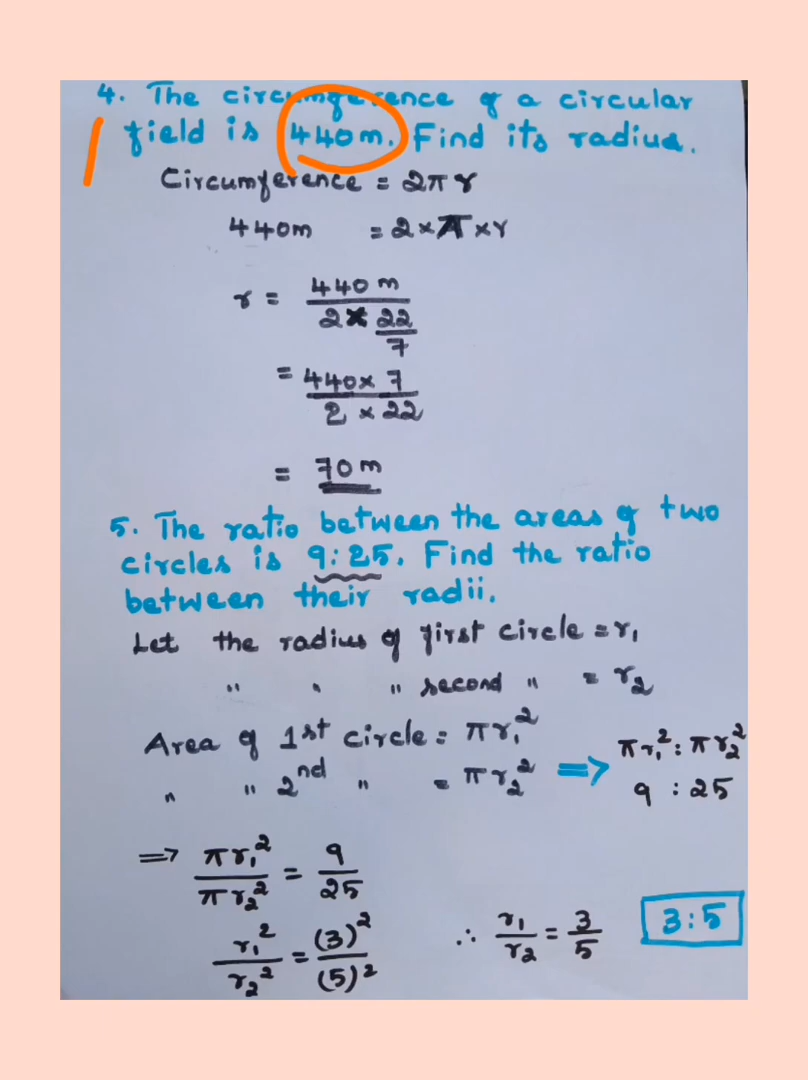 4. The circumference of a circular
field is 440m. Find its radius.
Circumference = 2πr
440m = 2×π×r
r = 440 m / 2 × 22/7
= 440× 7 / 2 × 22
= 70m
5. The ratio between the areas of two
circles is 9:25. Find the ratio
between their radii.
Let the radius of first circle = r₁
" " " second " = r₂
Area of 1st circle = πr₁²
" " 2nd " = πr₂² ⇒ πr₁² : πr₂²
9 : 25
⇒ πr₁² / πr₂² = 9 / 25
r₁² / r₂² = (3)² / (5)² ∴ r₁ / r₂ = 3 / 5 3:5